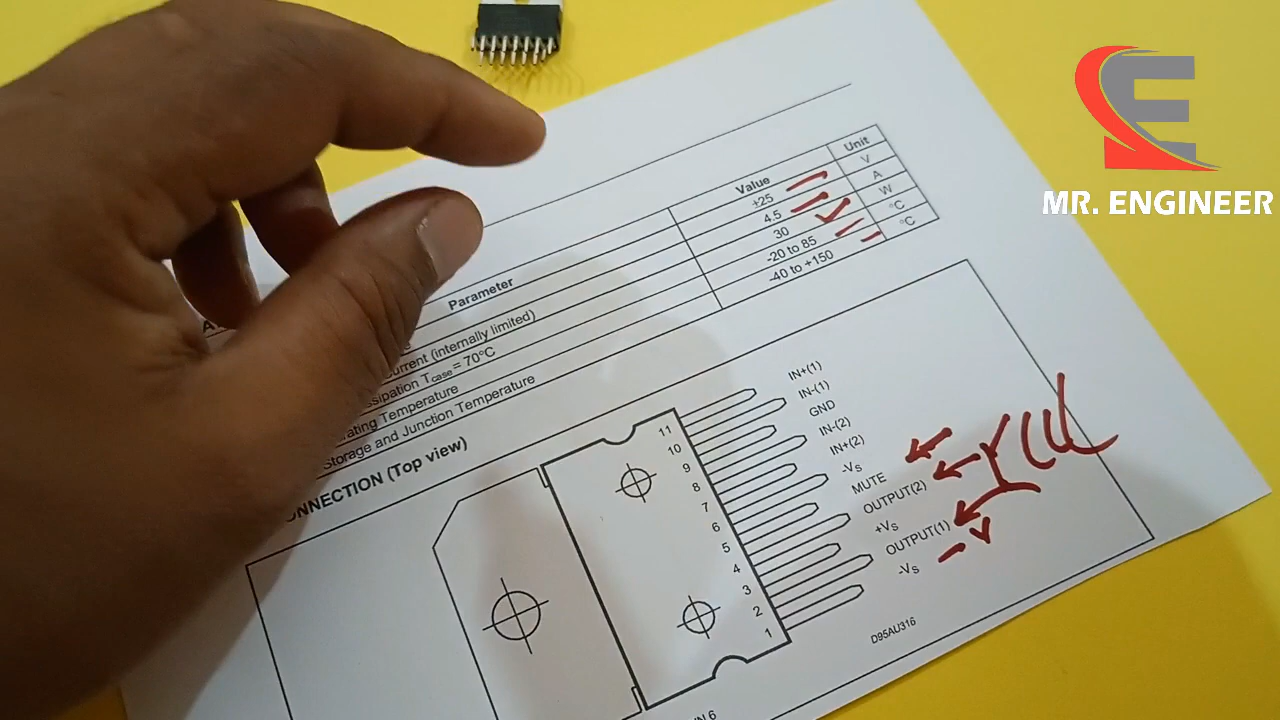 MR. ENGINEER
Value
Unit
±25
V
4.5
A
30
W
-20 to 85
°C
-40 to +150
°C
Parameter
urrent (internally limited)
ssipation Tcase = 70°C
rating Temperature
Storage and Junction Temperature
ONNECTION (Top view)
11
IN+(1)
10
IN-(1)
9
GND
8
IN-(2)
7
IN+(2)
6
-Vs
5
MUTE
4
OUTPUT(2)
3
+Vs
2
OUTPUT(1)
1
-Vs
-V
D95AU316